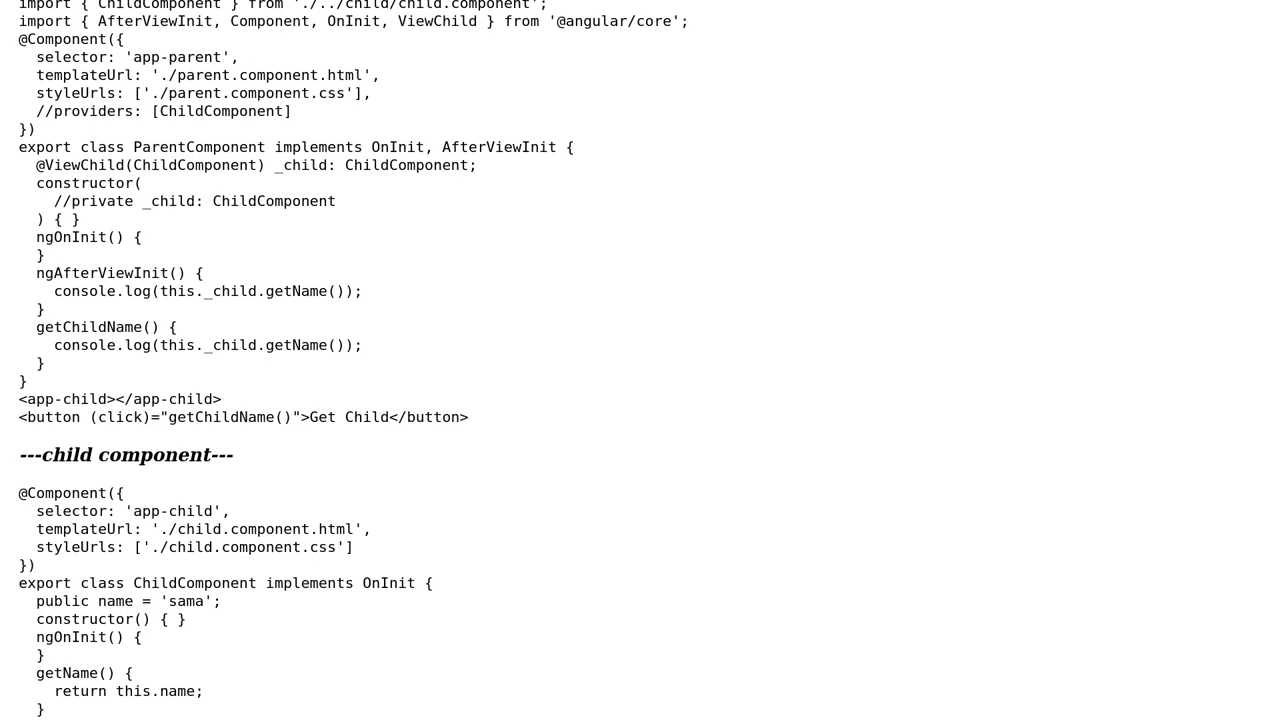 import { ChildComponent } from './../child/child.component';
import { AfterViewInit, Component, OnInit, ViewChild } from '@angular/core';
@Component({
  selector: 'app-parent',
  templateUrl: './parent.component.html',
  styleUrls: ['./parent.component.css'],
  //providers: [ChildComponent]
})
export class ParentComponent implements OnInit, AfterViewInit {
  @ViewChild(ChildComponent) _child: ChildComponent;
  constructor(
    //private _child: ChildComponent
  ) { }
  ngOnInit() {
  }
  ngAfterViewInit() {
    console.log(this._child.getName());
  }
  getChildName() {
    console.log(this._child.getName());
  }
}
<app-child></app-child>
<button (click)="getChildName()">Get Child</button>
---child component---
@Component({
  selector: 'app-child',
  templateUrl: './child.component.html',
  styleUrls: ['./child.component.css']
})
export class ChildComponent implements OnInit {
  public name = 'sama';
  constructor() { }
  ngOnInit() {
  }
  getName() {
    return this.name;
  }